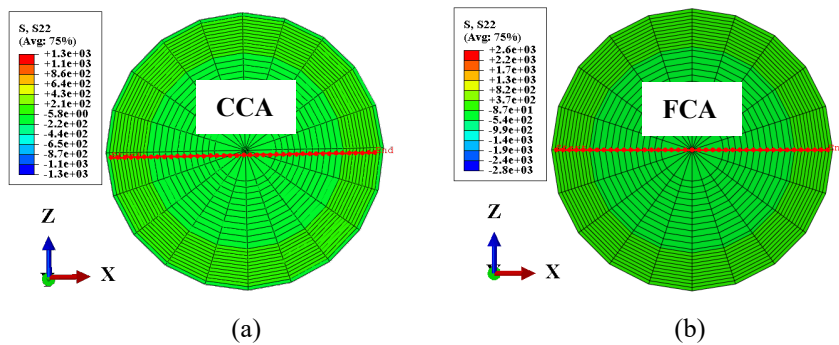 S, S22
(Avg: 75%)
+1.3e+03
+1.1e+03
+8.6e+02
+6.4e+02
+4.3e+02
+2.1e+02
-5.8e+00
-2.2e+02
-4.4e+02
-6.5e+02
-8.7e+02
-1.1e+03
-1.3e+03
CCA
nd
Z
X
(a)
S, S22
(Avg: 75%)
+2.6e+03
+2.2e+03
+1.7e+03
+1.3e+03
+8.2e+02
+3.7e+02
-8.7e+01
-5.4e+02
-9.9e+02
-1.4e+03
-1.9e+03
-2.4e+03
-2.8e+03
FCA
Z
X
(b)